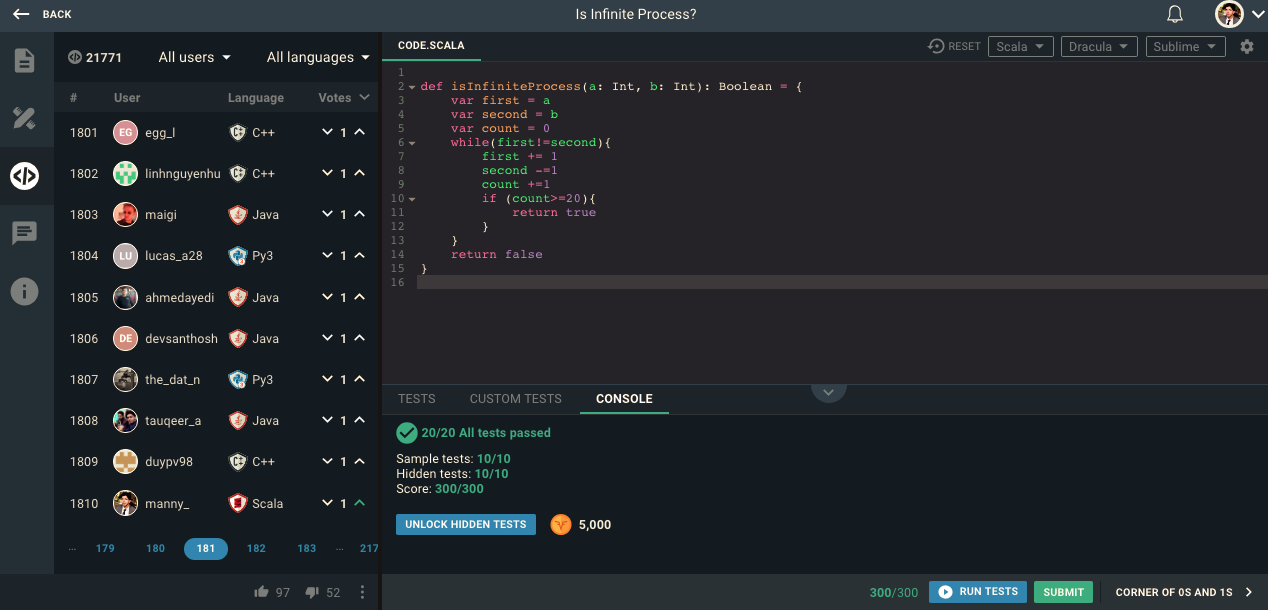 BACK
Is Infinite Process?
21771 All users All languages
# User Language Votes
1801 EG egg_l C++ 1
1802 linhnguyenhu C++ 1
1803 maigi Java 1
1804 LU lucas_a28 Py3 1
1805 ahmedayedi Java 1
1806 DE devsanthosh Java 1
1807 the_dat_n Py3 1
1808 tauqeer_a Java 1
1809 duypv98 C++ 1
1810 manny_ Scala 1
... 179 180 181 182 183 ... 217
97 52
CODE.SCALA
RESET Scala Dracula Sublime
1
2 def isInfiniteProcess(a: Int, b: Int): Boolean = {
3 var first = a
4 var second = b
5 var count = 0
6 while(first!=second){
7 first += 1
8 second -=1
9 count +=1
10 if (count>=20){
11 return true
12 }
13 }
14 return false
15 }
16
TESTS CUSTOM TESTS CONSOLE
20/20 All tests passed
Sample tests: 10/10
Hidden tests: 10/10
Score: 300/300
UNLOCK HIDDEN TESTS 5,000
300/300 RUN TESTS SUBMIT CORNER OF 0S AND 1S